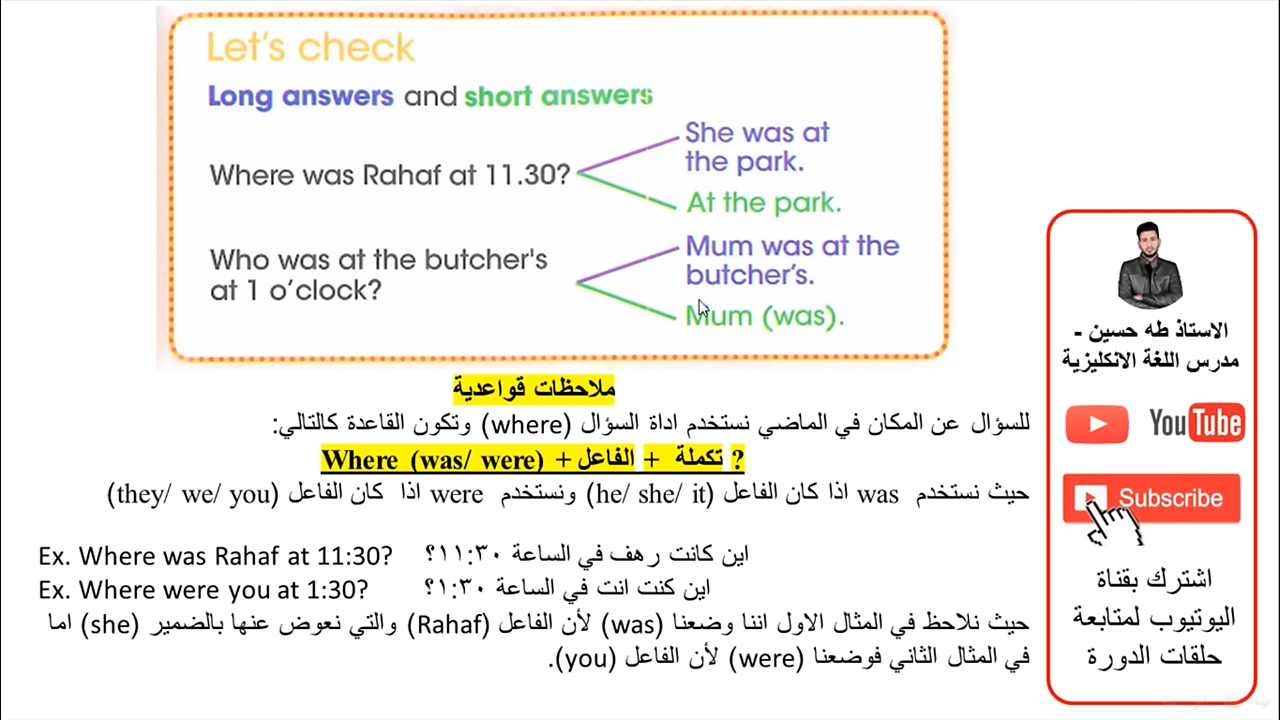 Let's check
Long answers and short answers
Where was Rahaf at 11.30?
She was at
the park.
At the park.
Who was at the butcher's
at 1 o'clock?
Mum was at the
butcher's.
Mum (was).
ملاحظات قواعدية
للسؤال عن المكان في الماضي نستخدم اداة السؤال (where) وتكون القاعدة كالتالي:
Where (was/ were) + الفاعل + تكملة ?
حيث نستخدم was اذا كان الفاعل (he/ she/ it) ونستخدم were اذا كان الفاعل (they/ we/ you)
Ex. Where was Rahaf at 11:30? اين كانت رهف في الساعة ١١:٣٠؟
Ex. Where were you at 1:30? اين كنت انت في الساعة ١:٣٠؟
حيث نلاحظ في المثال الاول اننا وضعنا (was) لأن الفاعل (Rahaf) والتي نعوض عنها بالضمير (she) اما
في المثال الثاني فوضعنا (were) لأن الفاعل (you).
الاستاذ طه حسين -
مدرس اللغة الانكليزية
YouTube
Subscribe
اشترك بقناة
اليوتيوب لمتابعة
حلقات الدورة